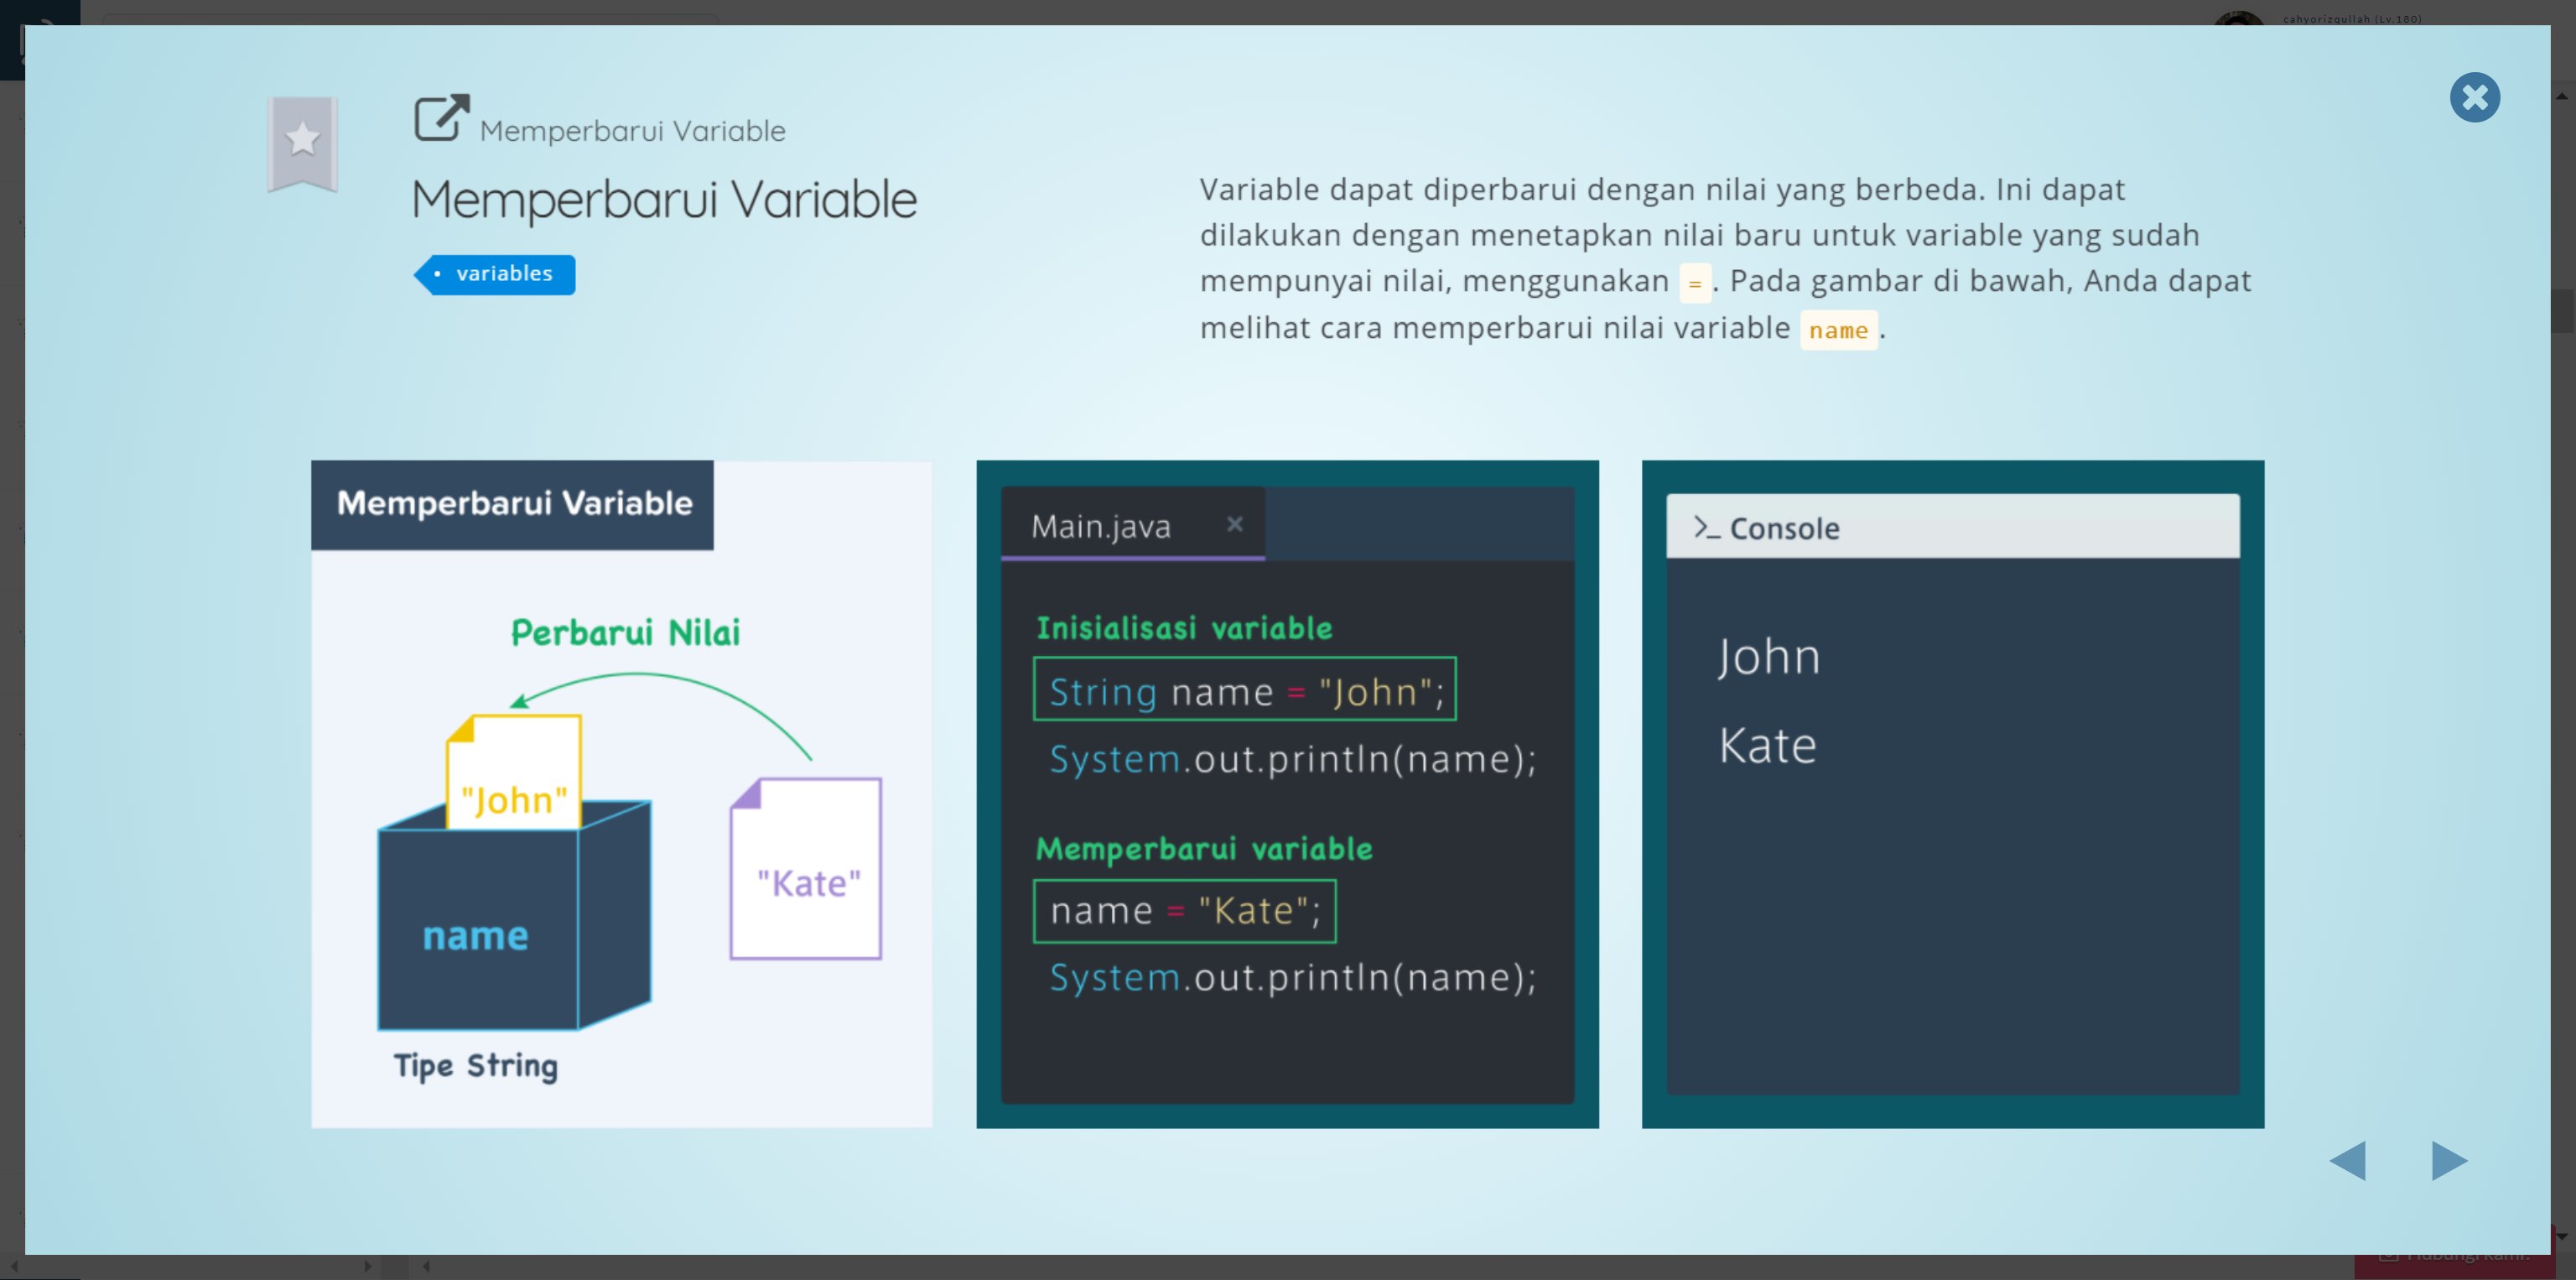 cahyorizqullah (Lv.180)
Memperbarui Variable
Memperbarui Variable
• variables
Variable dapat diperbarui dengan nilai yang berbeda. Ini dapat
dilakukan dengan menetapkan nilai baru untuk variable yang sudah
mempunyai nilai, menggunakan = . Pada gambar di bawah, Anda dapat
melihat cara memperbarui nilai variable name .
Memperbarui Variable
Perbarui Nilai
"John"
"Kate"
name
Tipe String
Main.java ×
Inisialisasi variable
String name = "John";
System.out.println(name);
Memperbarui variable
name = "Kate";
System.out.println(name);
>_ Console
John
Kate
Hubungi kami.